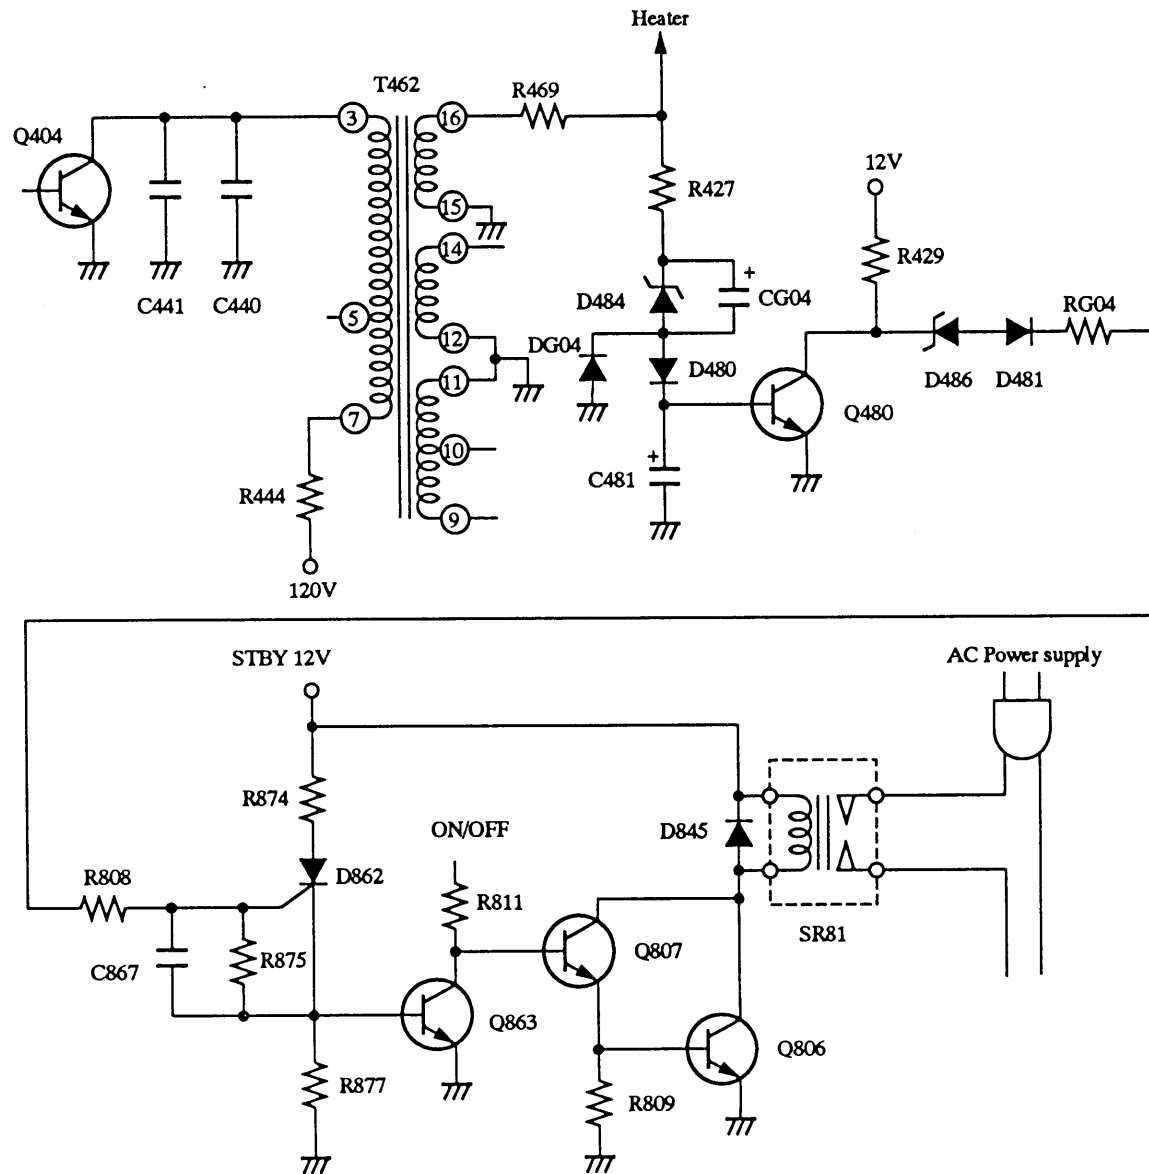 Heater
T462
R469
3
16
Q404
12V
R427
15
14
R429
C441
C440
D484
+
CG04
RG04
5
12
DG04
D480
11
D486
D481
7
Q480
10
+
C481
R444
9
120V
STBY 12V
AC Power supply
R874
ON/OFF
D845
R808
D862
R811
SR81
C867
R875
Q807
Q863
Q806
R877
R809